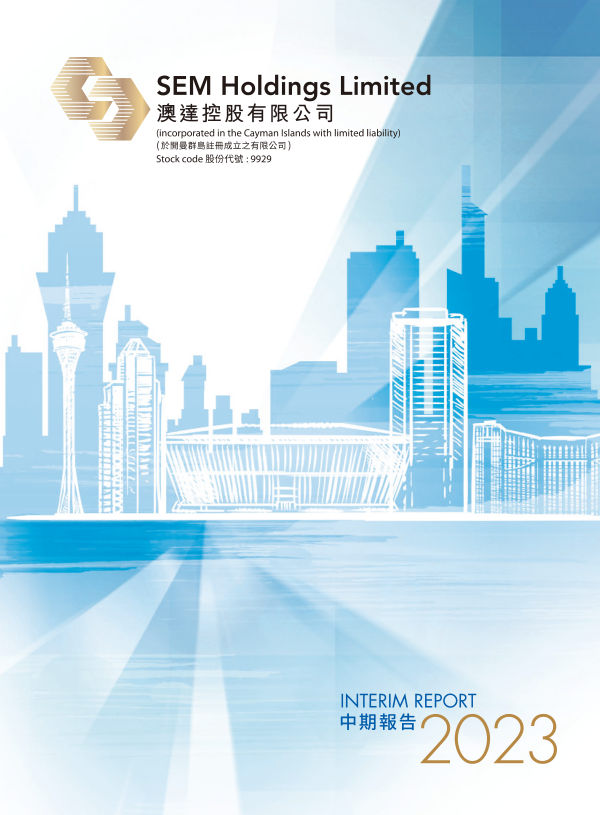 SEM Holdings Limited
澳達控股有限公司
(incorporated in the Cayman Islands with limited liability)
(於開曼群島註冊成立之有限公司)
Stock code 股份代號 : 9929
INTERIM REPORT
中期報告 2023